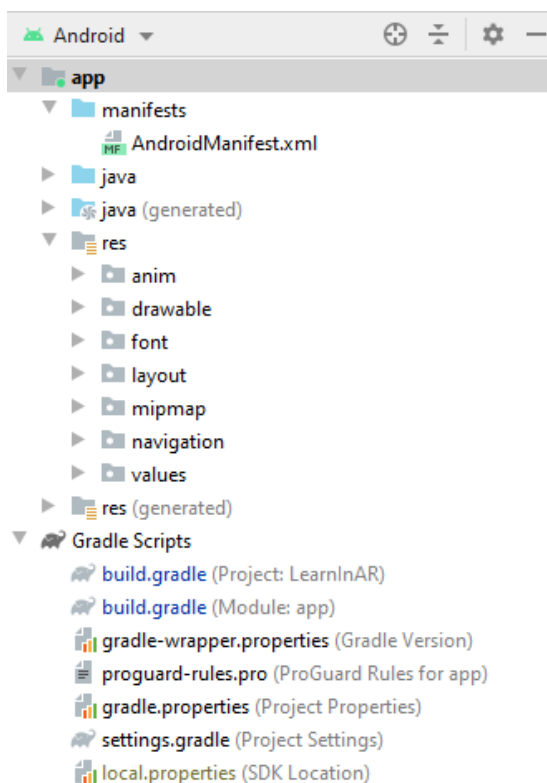 Android
app
manifests
MF AndroidManifest.xml
java
java (generated)
res
anim
drawable
font
layout
mipmap
navigation
values
res (generated)
Gradle Scripts
build.gradle (Project: LearnInAR)
build.gradle (Module: app)
gradle-wrapper.properties (Gradle Version)
proguard-rules.pro (ProGuard Rules for app)
gradle.properties (Project Properties)
settings.gradle (Project Settings)
local.properties (SDK Location)